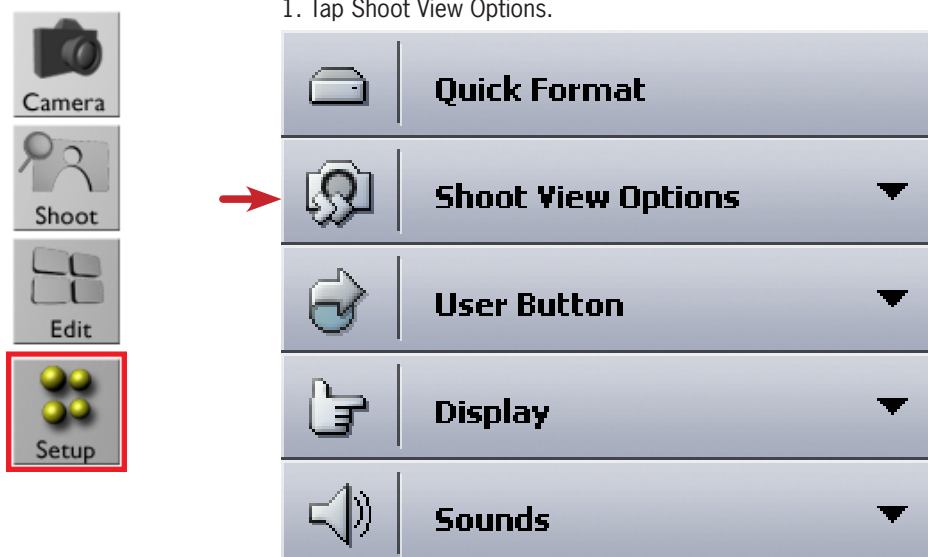 1. Tap Shoot View Options.
Camera
Shoot
Edit
Setup
Quick Format
Shoot View Options
User Button
Display
Sounds